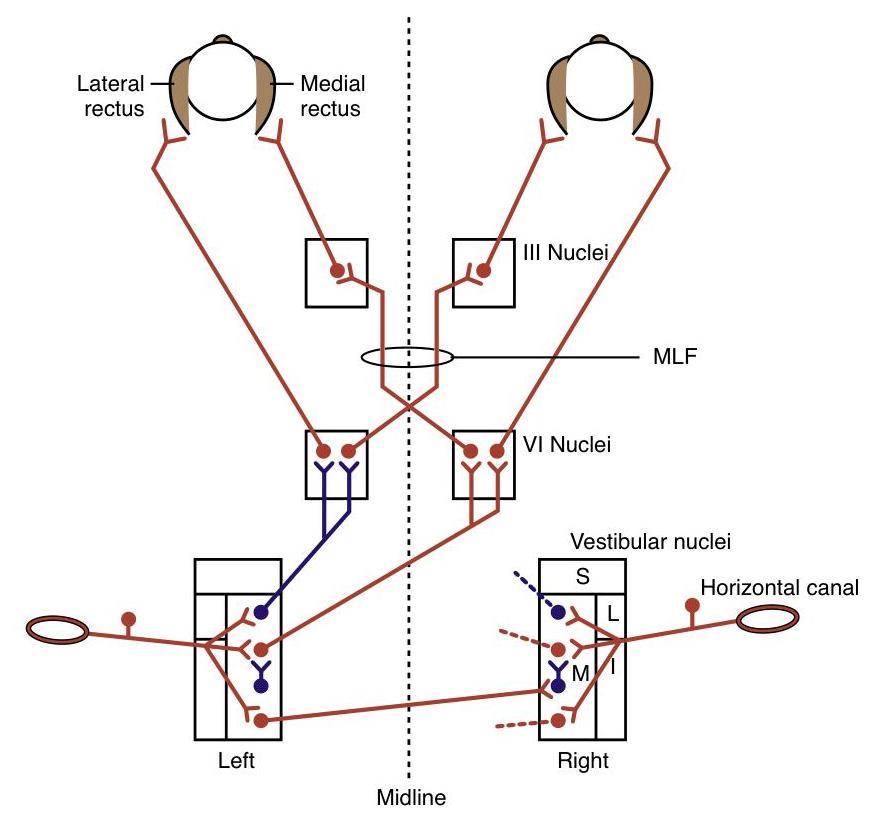 Lateral
rectus
Medial
rectus
III Nuclei
MLF
VI Nuclei
Vestibular nuclei
S
Horizontal canal
L
M
I
Left
Right
Midline